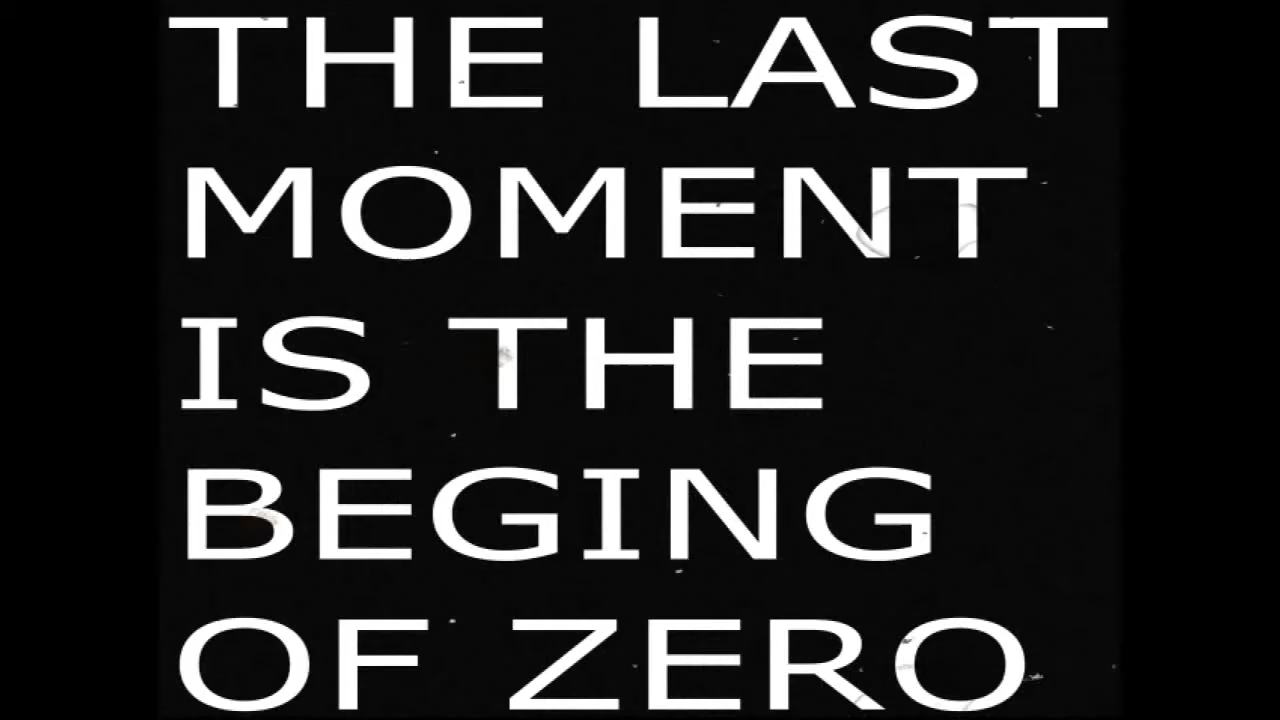 THE LAST
MOMENT
IS THE
BEGING
OF ZERO